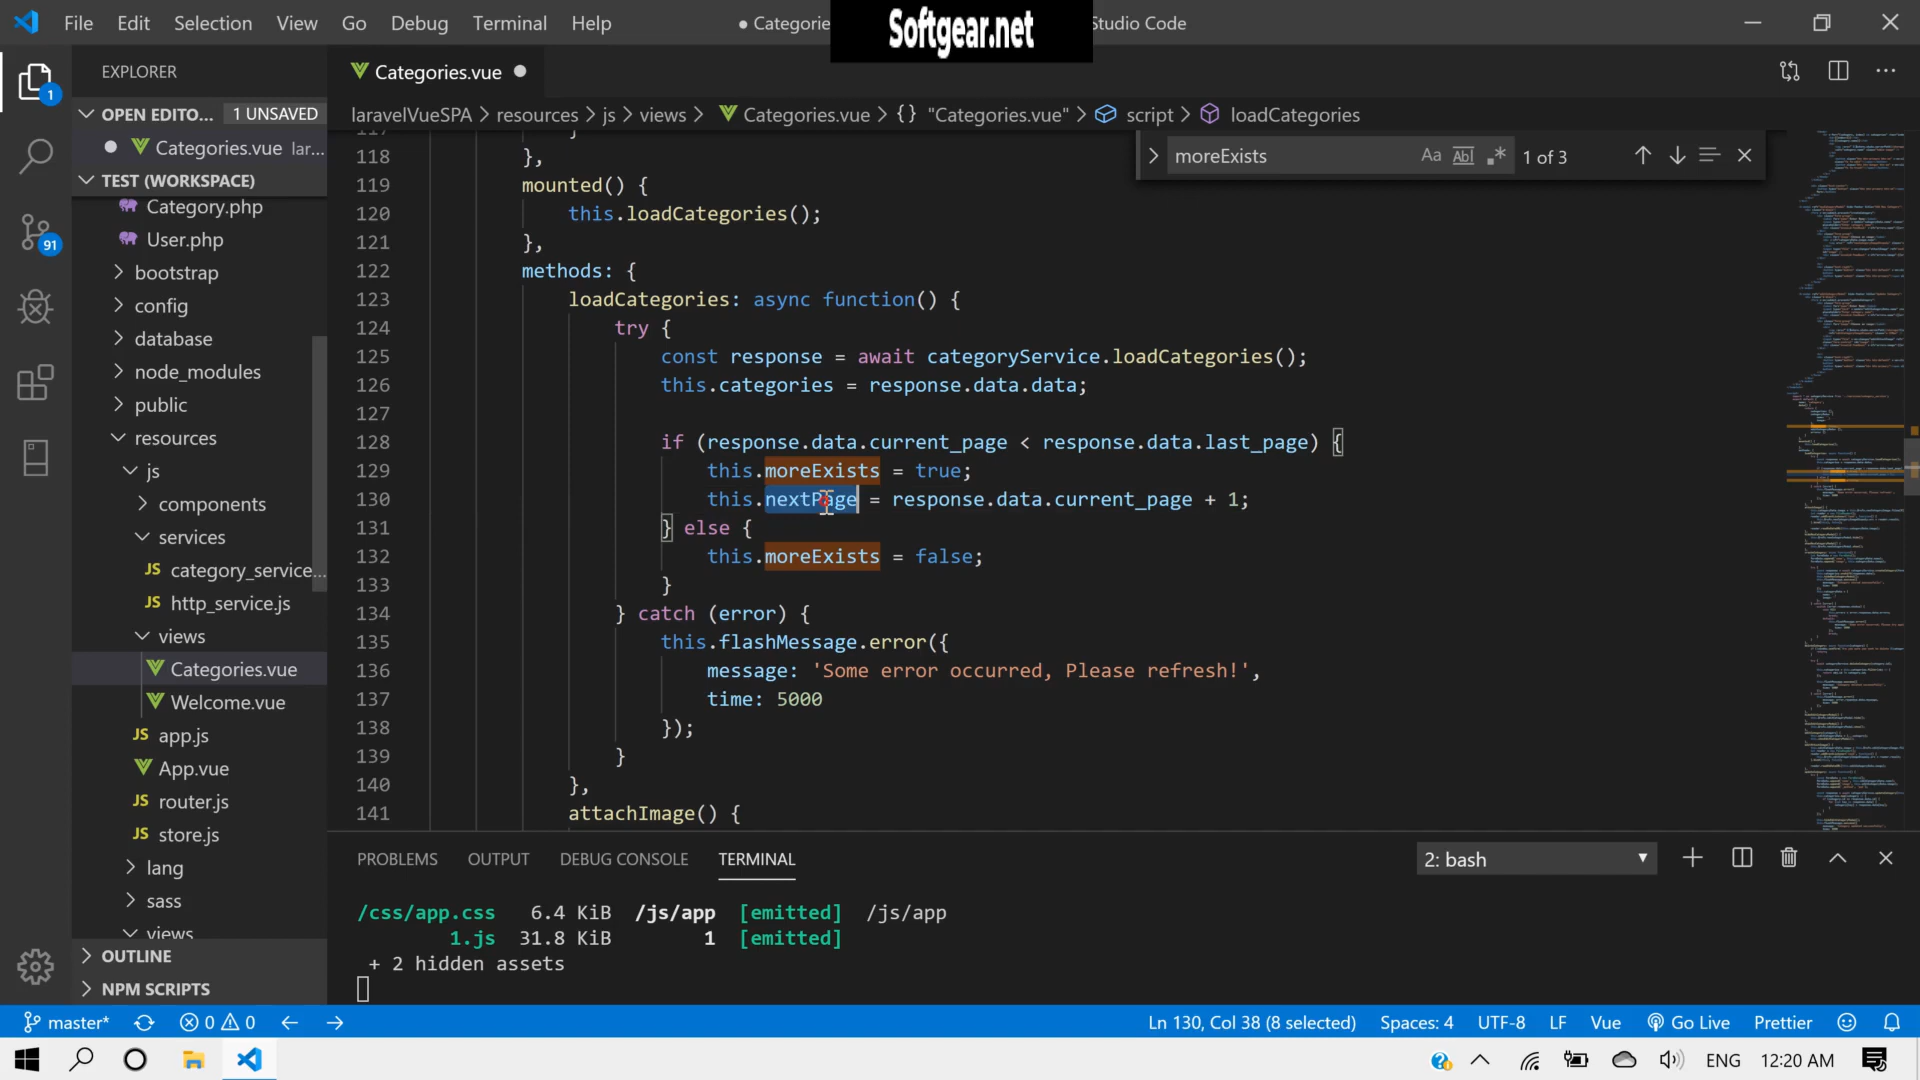 File Edit Selection View Go Debug Terminal Help
● Categorie
Softgear.net
Studio Code
EXPLORER
OPEN EDITO... 1 UNSAVED
Categories.vue lar...
TEST (WORKSPACE)
Category.php
User.php
bootstrap
config
database
node_modules
public
resources
js
components
services
JS category_service...
JS http_service.js
views
Categories.vue
Welcome.vue
JS app.js
App.vue
JS router.js
JS store.js
lang
sass
views
OUTLINE
NPM SCRIPTS
1
91
Categories.vue ●
laravelVueSPA > resources > js > views > Categories.vue > {} "Categories.vue" > script > loadCategories
moreExists Aa Abl .* 1 of 3
117 }
118 },
119 mounted() {
120 this.loadCategories();
121 },
122 methods: {
123 loadCategories: async function() {
124 try {
125 const response = await categoryService.loadCategories();
126 this.categories = response.data.data;
127
128 if (response.data.current_page < response.data.last_page) {
129 this.moreExists = true;
130 this.nextPage = response.data.current_page + 1;
131 } else {
132 this.moreExists = false;
133 }
134 } catch (error) {
135 this.flashMessage.error({
136 message: 'Some error occurred, Please refresh!',
137 time: 5000
138 });
139 }
140 },
141 attachImage() {
PROBLEMS OUTPUT DEBUG CONSOLE TERMINAL
2: bash
/css/app.css 6.4 KiB /js/app [emitted] /js/app
1.js 31.8 KiB 1 [emitted]
+ 2 hidden assets
master* 0 0 Ln 130, Col 38 (8 selected) Spaces: 4 UTF-8 LF Vue Go Live Prettier
ENG 12:20 AM